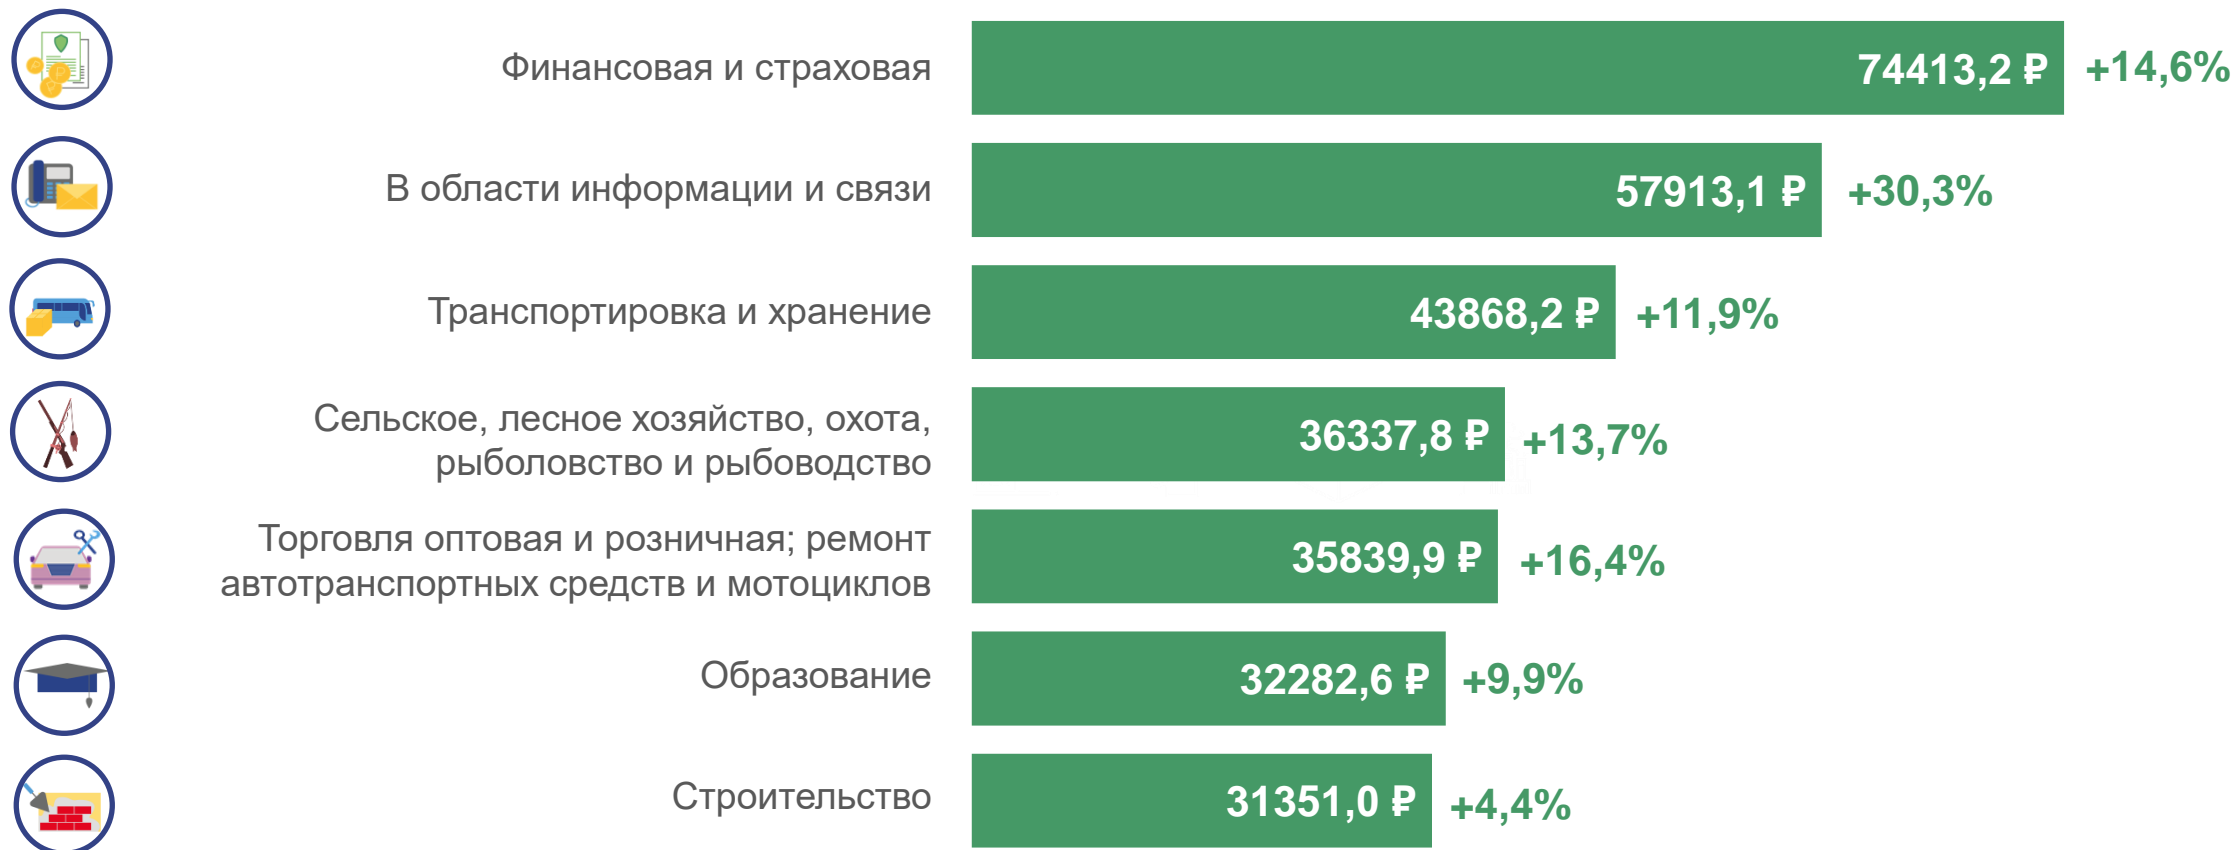 Финансовая и страховая
74413,2 ₽
+14,6%
В области информации и связи
57913,1 ₽
+30,3%
Транспортировка и хранение
43868,2 ₽
+11,9%
Сельское, лесное хозяйство, охота,
рыболовство и рыбоводство
36337,8 ₽
+13,7%
Торговля оптовая и розничная; ремонт
автотранспортных средств и мотоциклов
35839,9 ₽
+16,4%
Образование
32282,6 ₽
+9,9%
Строительство
31351,0 ₽
+4,4%